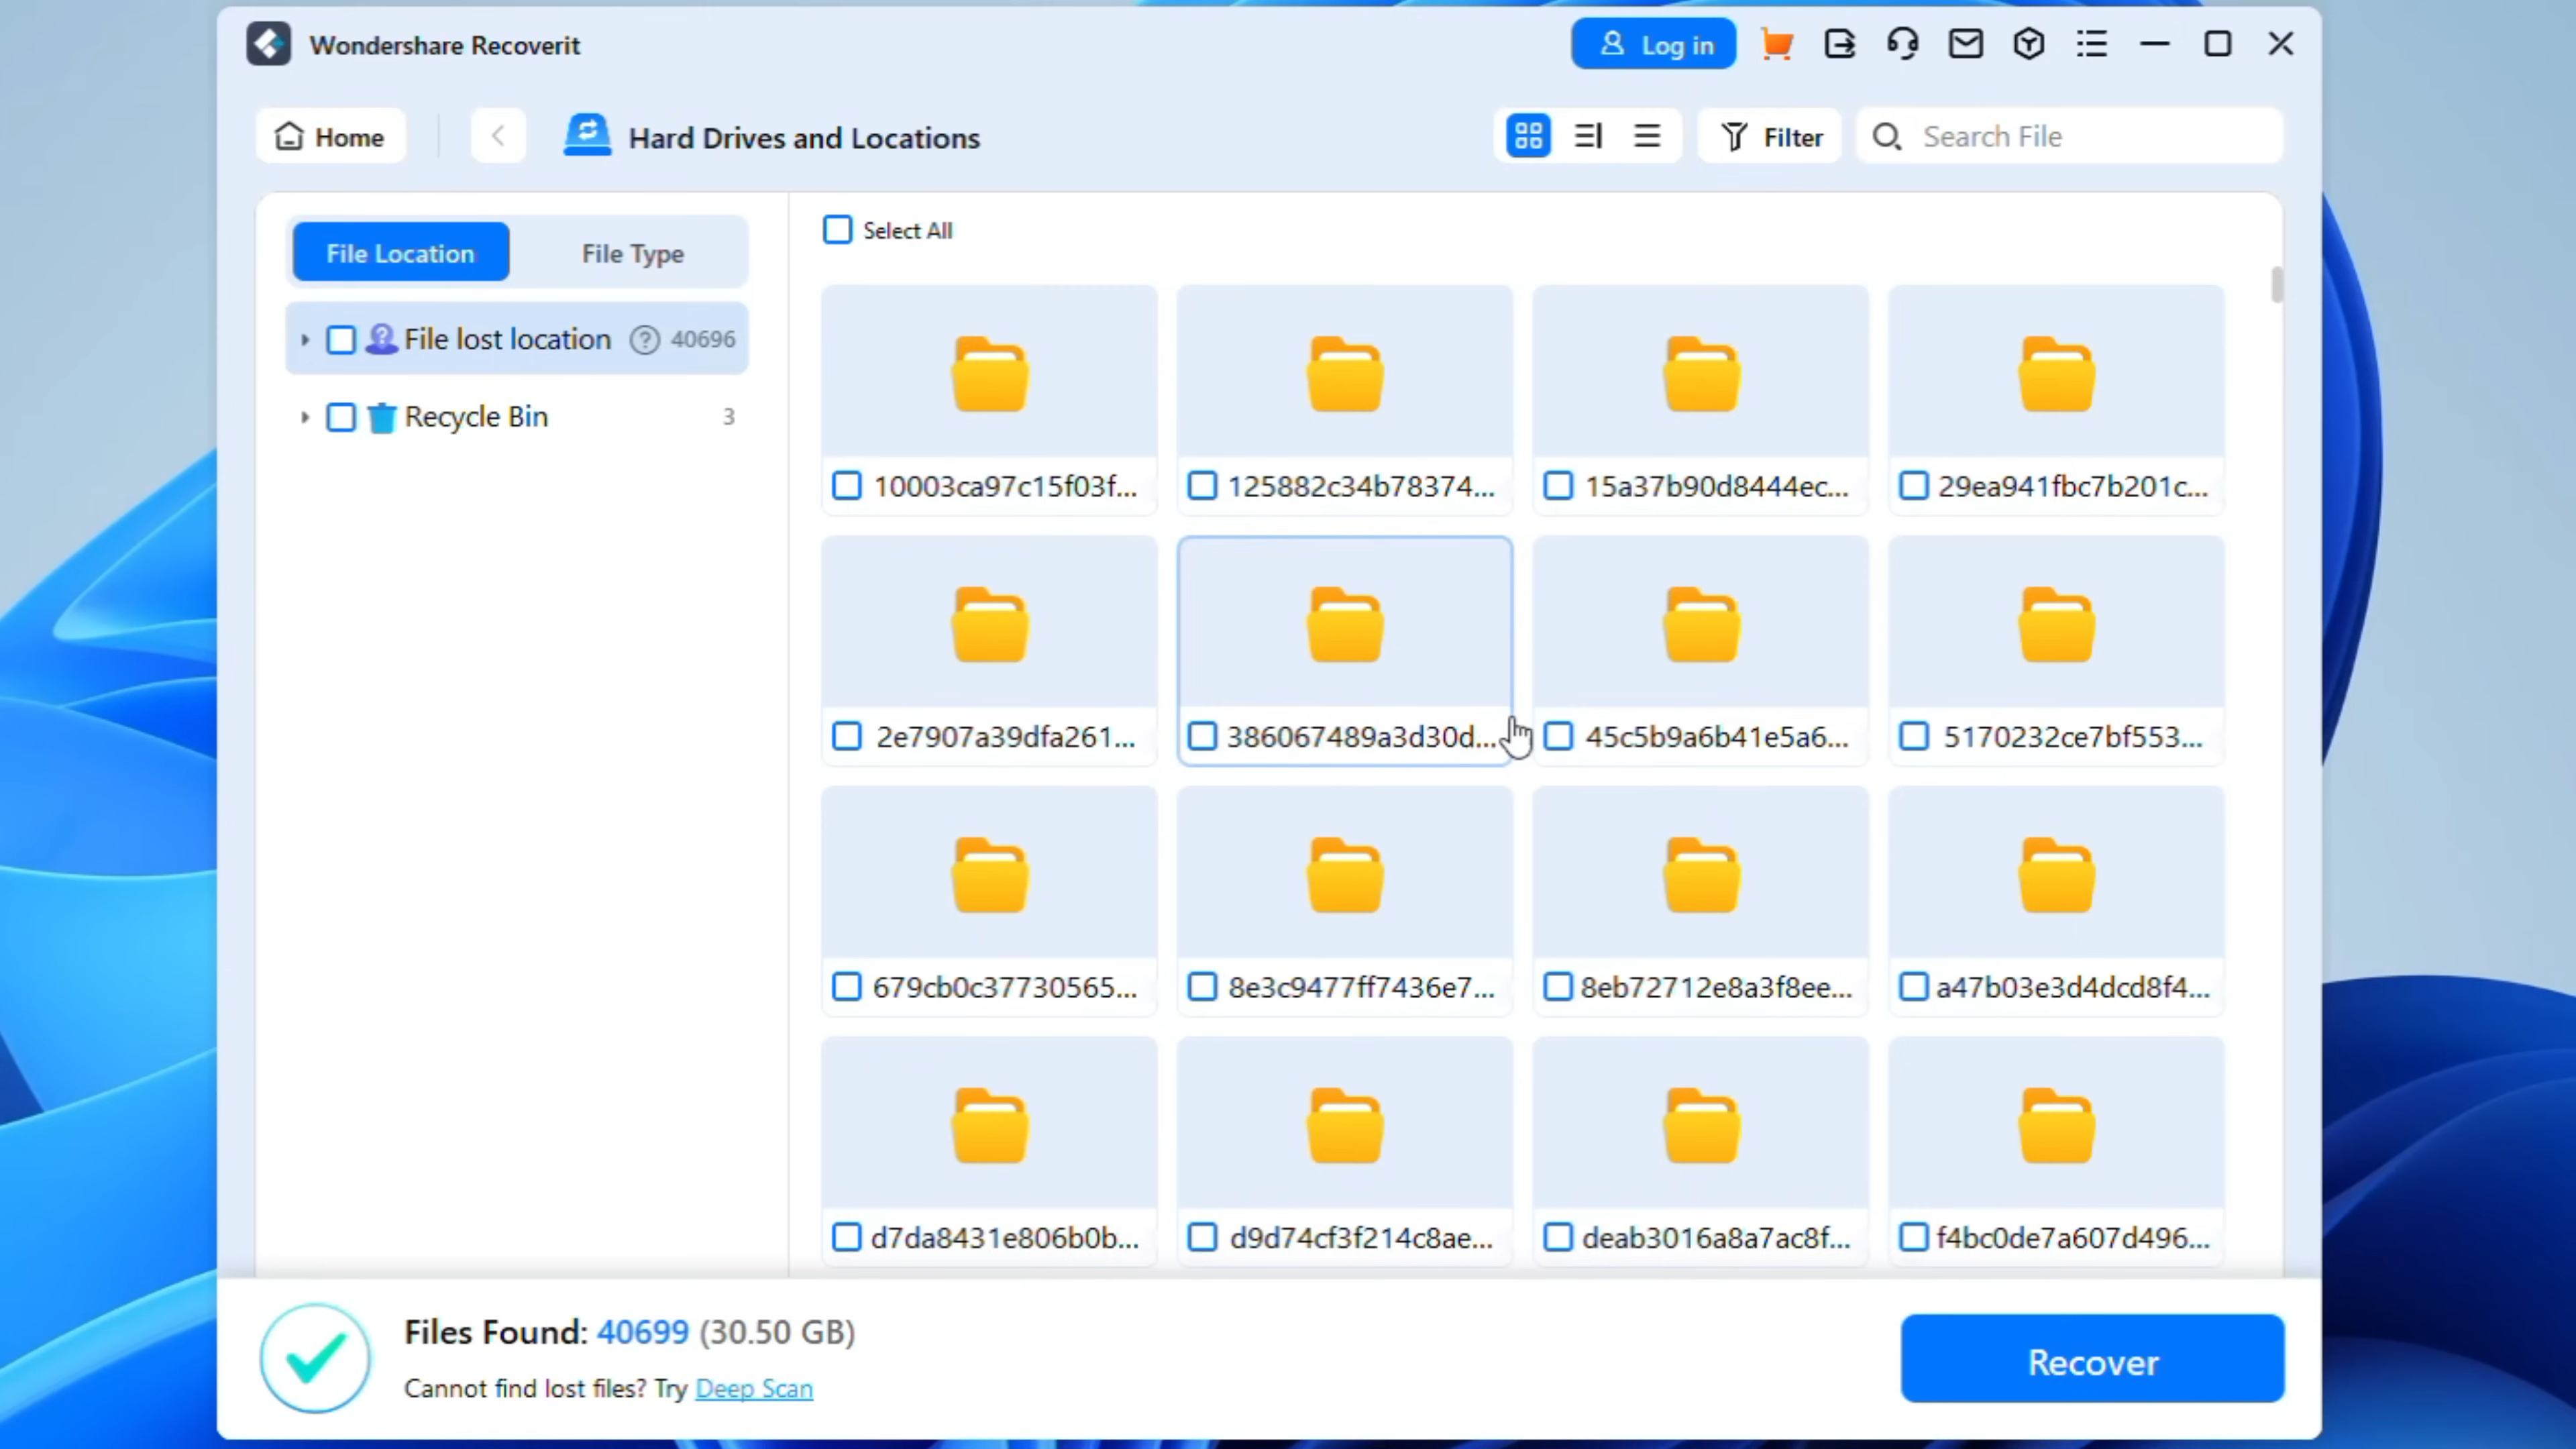 Wondershare Recoverit
Log in
Home
Hard Drives and Locations
Filter
Search File
File Location
File Type
Select All
File lost location ? 40696
Recycle Bin 3
10003ca97c15f03f...
125882c34b78374...
15a37b90d8444ec...
29ea941fbc7b201c...
2e7907a39dfa261...
386067489a3d30d...
45c5b9a6b41e5a6...
5170232ce7bf553...
679cb0c37730565...
8e3c9477ff7436e7...
8eb72712e8a3f8ee...
a47b03e3d4dcd8f4...
d7da8431e806b0b...
d9d74cf3f214c8ae...
deab3016a8a7ac8f...
f4bc0de7a607d496...
Files Found: 40699 (30.50 GB)
Cannot find lost files? Try Deep Scan
Recover